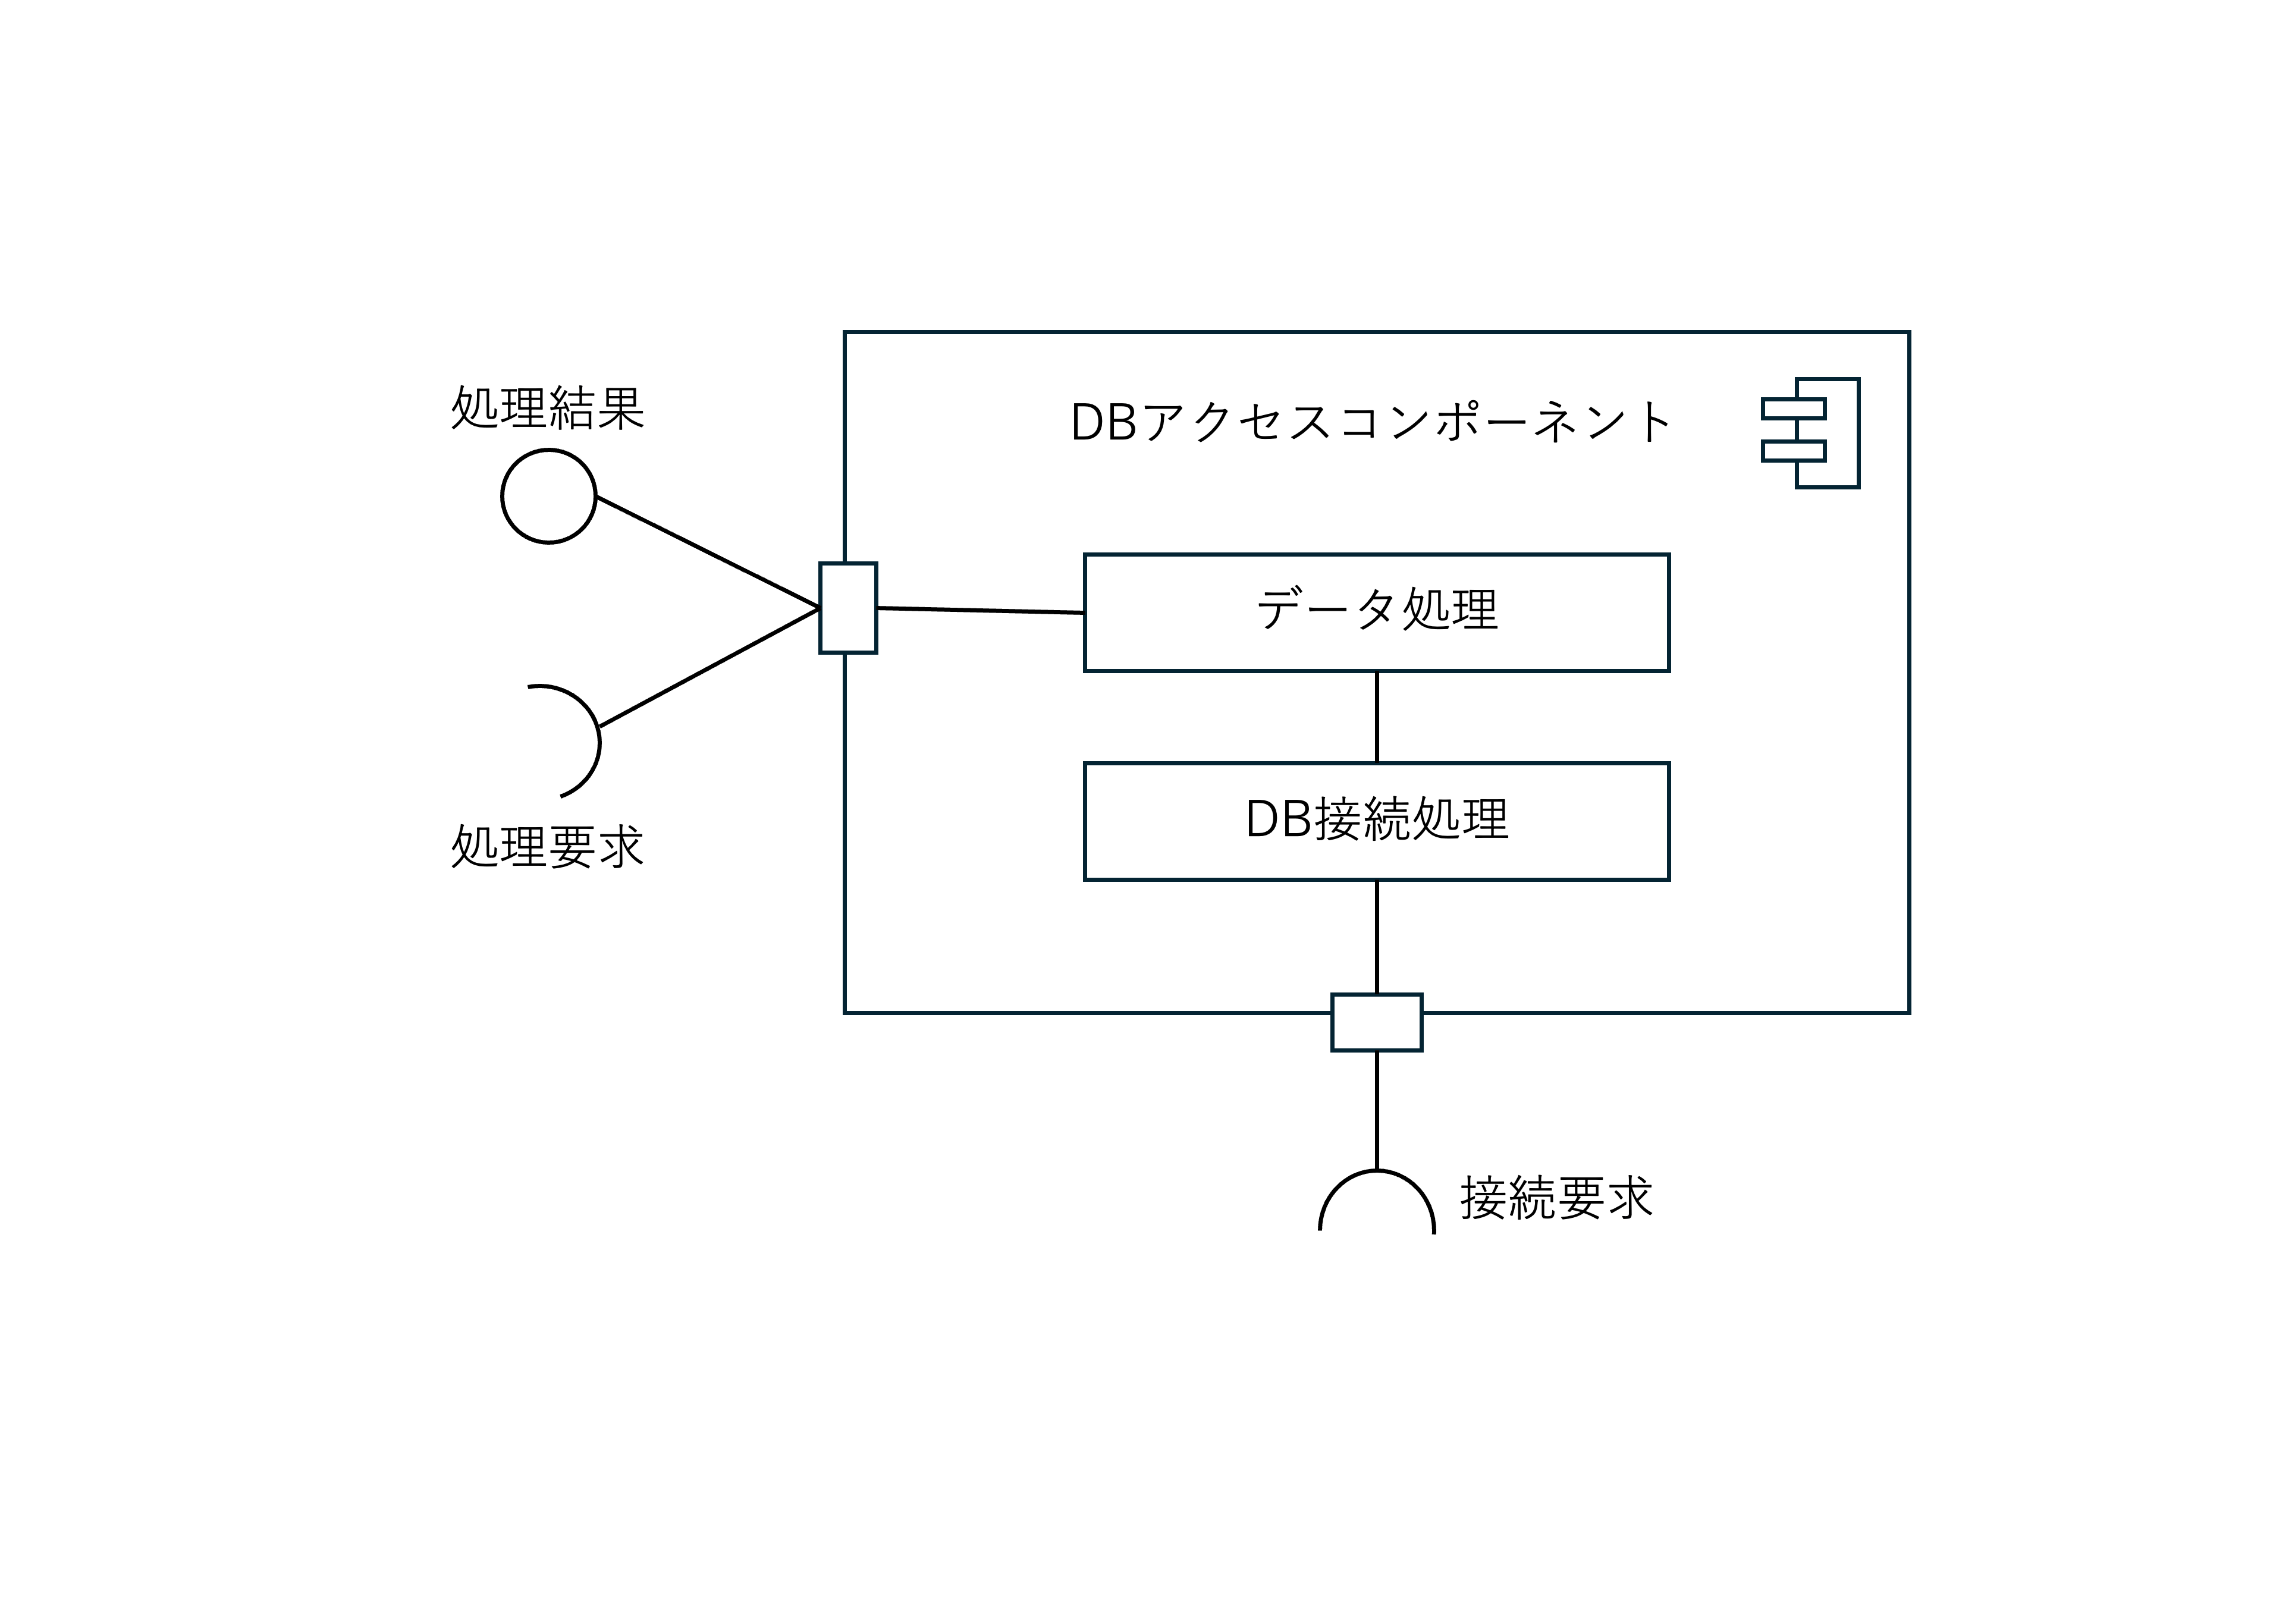 処理結果
DBアクセスコンポーネント
データ処理
DB接続処理
処理要求
接続要求